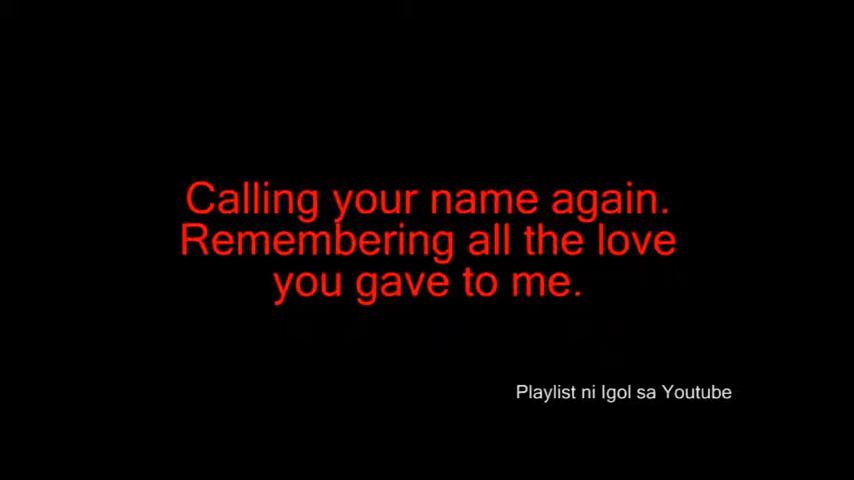 Calling your name again.
Remembering all the love
you gave to me.
Playlist ni Igol sa Youtube